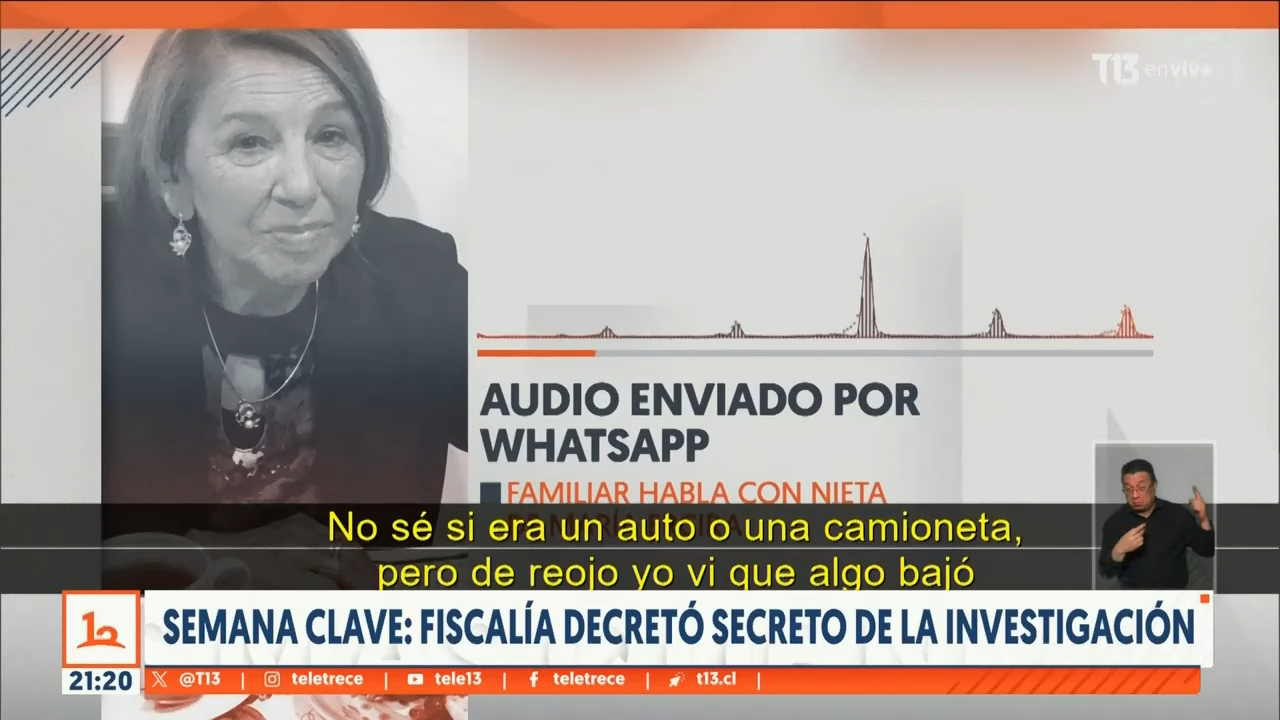 T13 en vivo
AUDIO ENVIADO POR
WHATSAPP
FAMILIAR HABLA CON NIETA
No sé si era un auto o una camioneta,
pero de reojo yo vi que algo bajó
SEMANA CLAVE: FISCALÍA DECRETÓ SECRETO DE LA INVESTIGACIÓN
21:20
@T13 | teletrece | tele13 | teletrece | t13.cl |